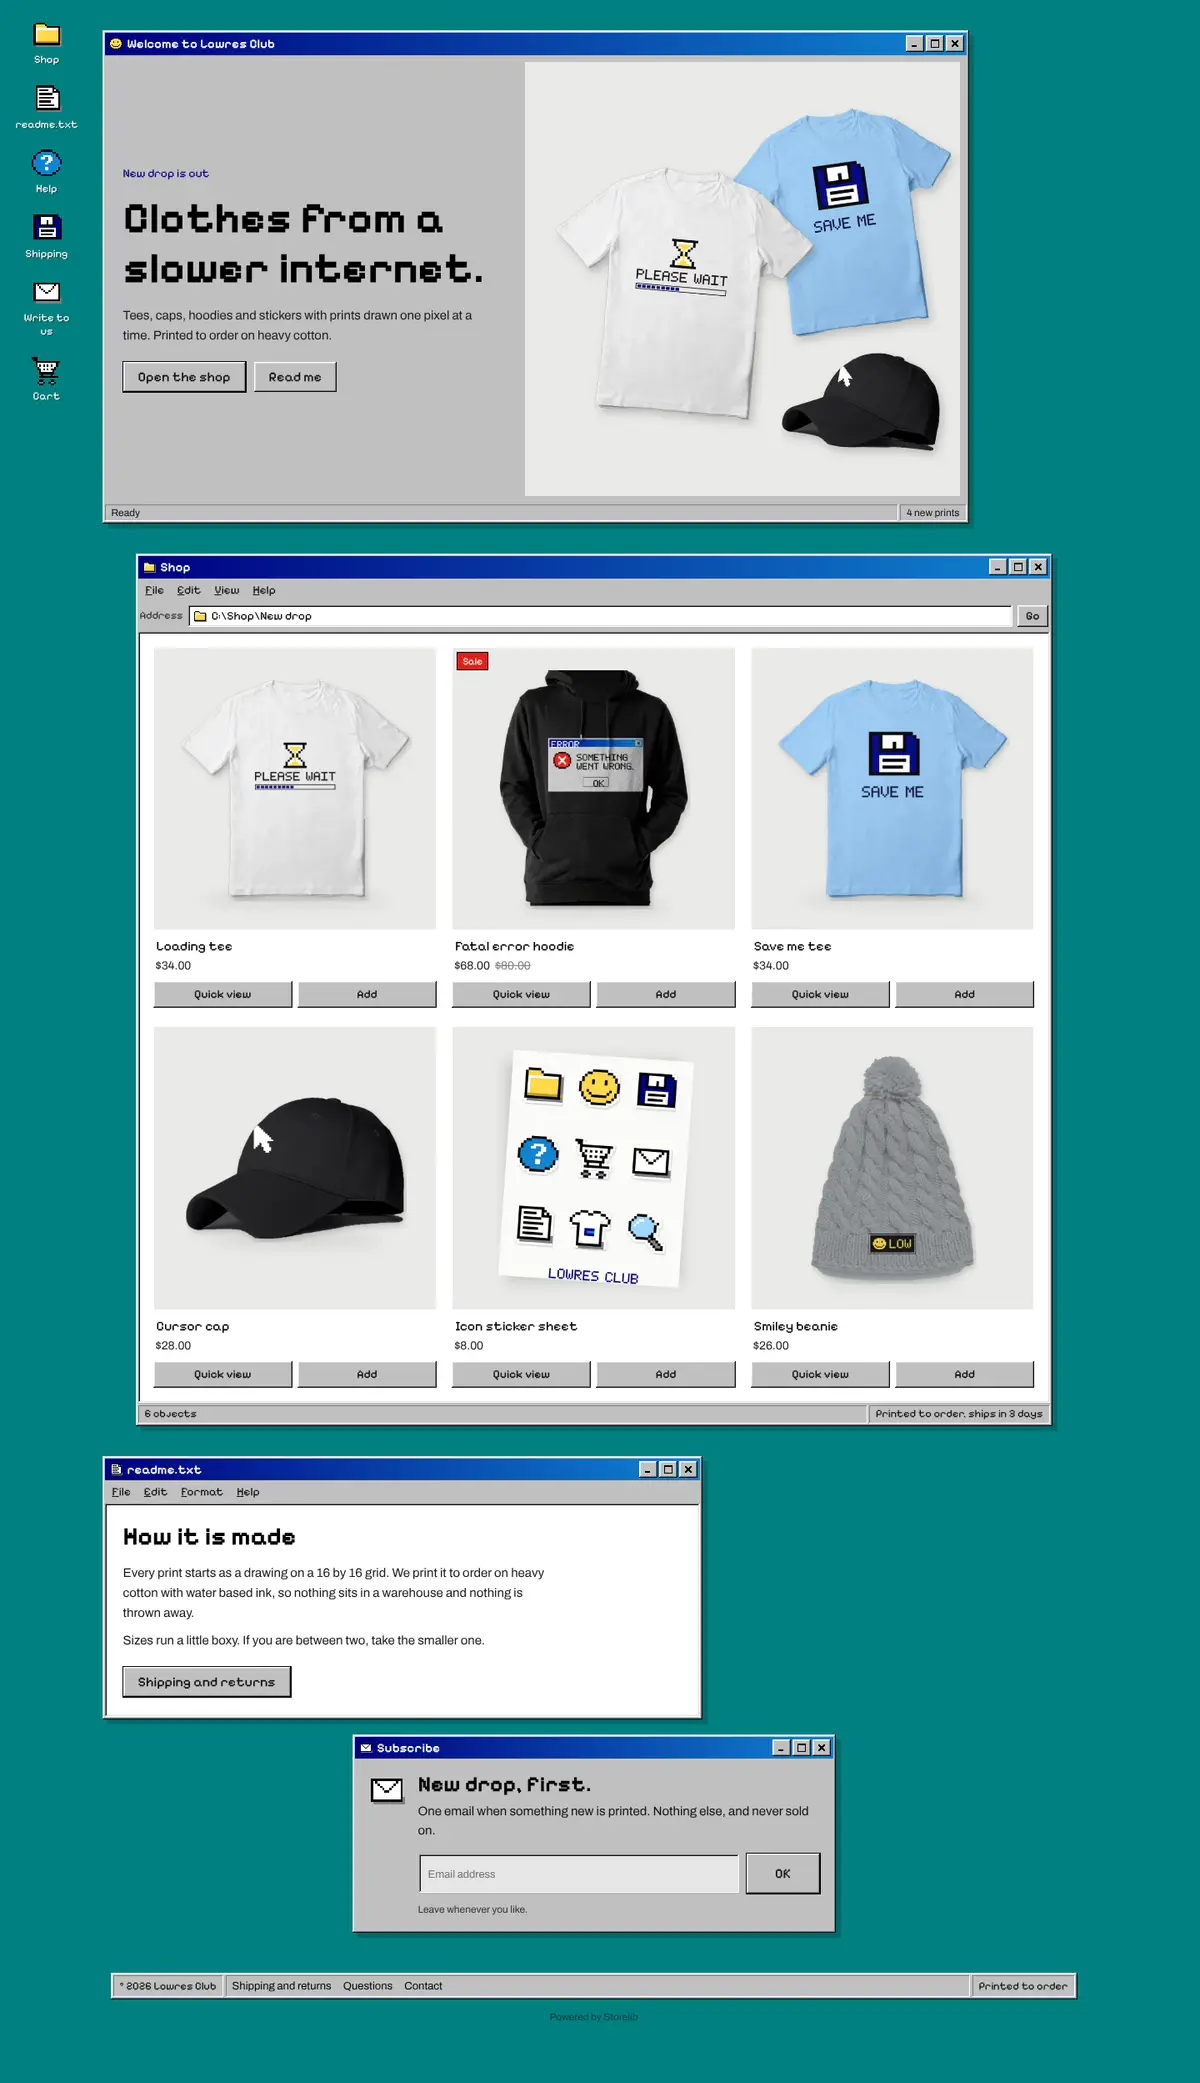 Shop
readme.txt
Help
Shipping
Write to
us
Cart
Welcome to Lowres Club
New drop is out
Clothes from a
slower internet.
Tees, caps, hoodies and stickers with prints drawn one pixel at a
time. Printed to order on heavy cotton.
Open the shop
Read me
PLEASE WAIT
SAVE ME
Ready
4 new prints
Shop
File Edit View Help
Address C:\Shop\New drop Go
PLEASE WAIT
Sale
ERROR
SOMETHING
WENT WRONG.
OK
SAVE ME
Loading tee
$34.00
Quick view Add
Fatal error hoodie
$68.00 $80.00
Quick view Add
Save me tee
$34.00
Quick view Add
LOWRES CLUB
LOW
Cursor cap
$28.00
Quick view Add
Icon sticker sheet
$8.00
Quick view Add
Smiley beanie
$26.00
Quick view Add
6 objects
Printed to order, ships in 3 days
readme.txt
File Edit Format Help
How it is made
Every print starts as a drawing on a 16 by 16 grid. We print it to order on heavy
cotton with water based ink, so nothing sits in a warehouse and nothing is
thrown away.
Sizes run a little boxy. If you are between two, take the smaller one.
Shipping and returns
Subscribe
New drop, first.
One email when something new is printed. Nothing else, and never sold
on.
Email address
OK
Leave whenever you like.
© 2026 Lowres Club
Shipping and returns Questions Contact
Printed to order
Powered by Storelib